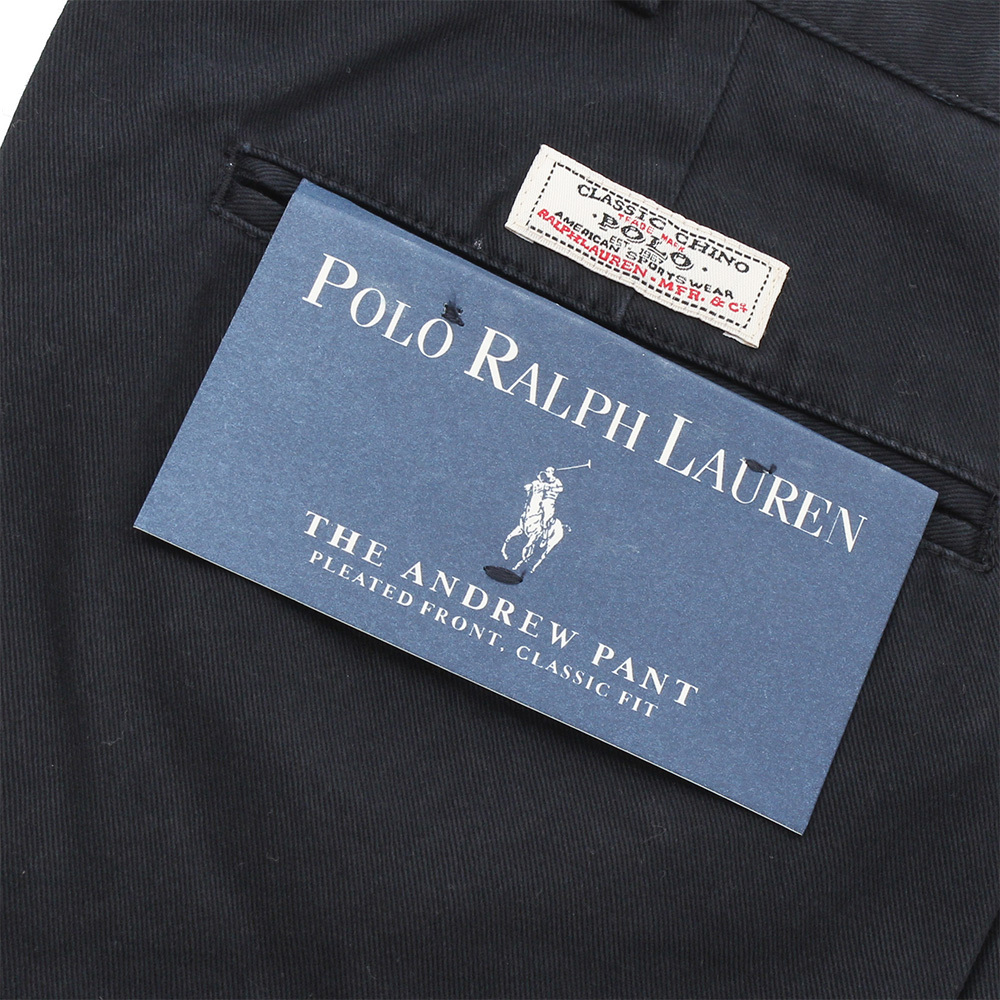 CLASSIC CHINO
TRADE MARK
·POLO·
EST. 1967
AMERICAN SPORTSWEAR
RALPH LAUREN · MFR. & Co.
POLO RALPH LAUREN
THE ANDREW PANT
PLEATED FRONT, CLASSIC FIT